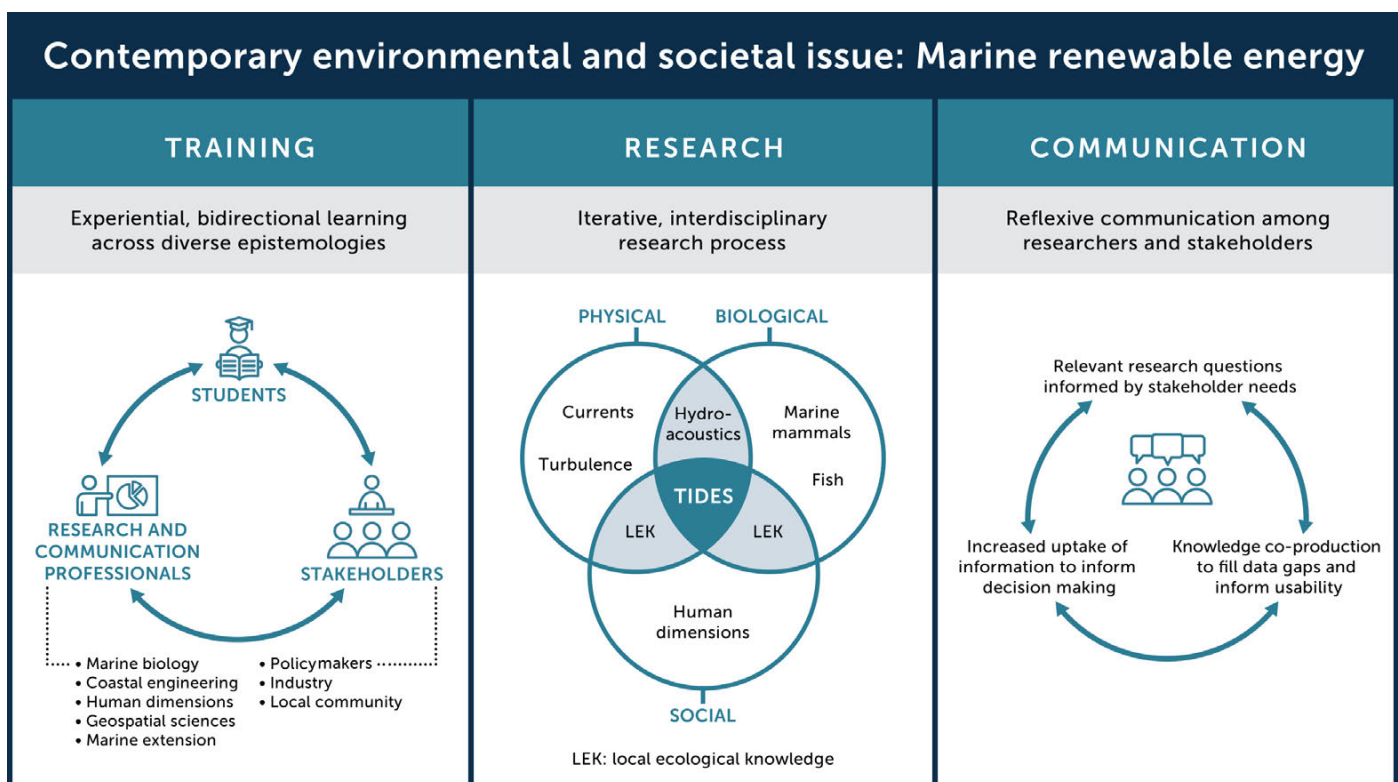 Contemporary environmental and societal issue: Marine renewable energy
TRAINING
Experiential, bidirectional learning
across diverse epistemologies
STUDENTS
RESEARCH AND
COMMUNICATION
PROFESSIONALS
STAKEHOLDERS
• Marine biology
• Coastal engineering
• Human dimensions
• Geospatial sciences
• Marine extension
• Policymakers
• Industry
• Local community
RESEARCH
Iterative, interdisciplinary
research process
PHYSICAL
BIOLOGICAL
Currents
Turbulence
Hydro-
acoustics
Marine
mammals
Fish
TIDES
LEK
LEK
Human
dimensions
SOCIAL
LEK: local ecological knowledge
COMMUNICATION
Reflexive communication among
researchers and stakeholders
Relevant research questions
informed by stakeholder needs
Increased uptake of
information to inform
decision making
Knowledge co-production
to fill data gaps and
inform usability